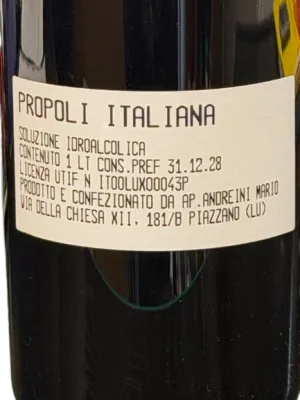 PROPOLI ITALIANA
SOLUZIONE IDROALCOLICA
CONTENUTO 1 LT CONS.PREF 31.12.28
LICENZA UTIF N IT00LUX00043P
PRODOTTO E CONFEZIONATO DA AP.ANDREINI MARIO
VIA DELLA CHIESA XII. 181/B PIAZZANO (LU)